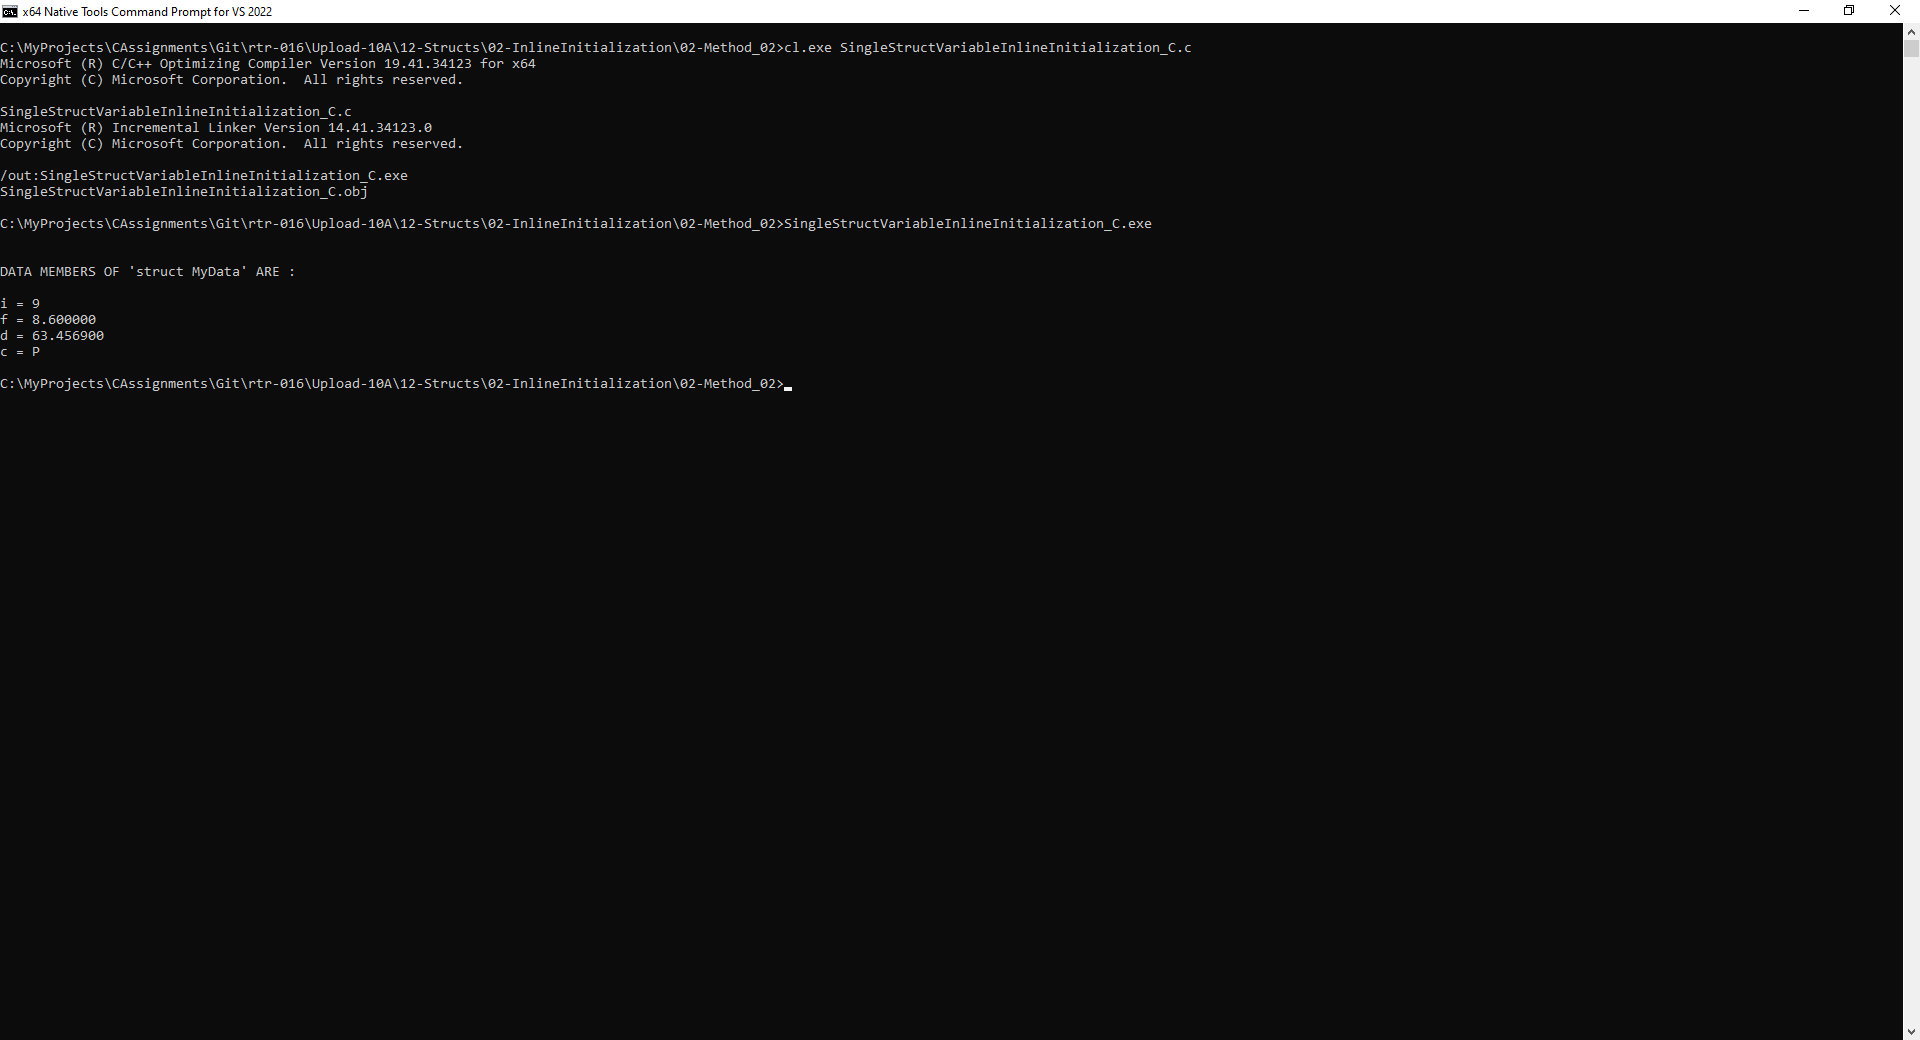 x64 Native Tools Command Prompt for VS 2022
C:\MyProjects\CAssignments\Git\rtr-016\Upload-10A\12-Structs\02-InlineInitialization\02-Method_02>cl.exe SingleStructVariableInlineInitialization_C.c
Microsoft (R) C/C++ Optimizing Compiler Version 19.41.34123 for x64
Copyright (C) Microsoft Corporation.  All rights reserved.
SingleStructVariableInlineInitialization_C.c
Microsoft (R) Incremental Linker Version 14.41.34123.0
Copyright (C) Microsoft Corporation.  All rights reserved.
/out:SingleStructVariableInlineInitialization_C.exe
SingleStructVariableInlineInitialization_C.obj
C:\MyProjects\CAssignments\Git\rtr-016\Upload-10A\12-Structs\02-InlineInitialization\02-Method_02>SingleStructVariableInlineInitialization_C.exe
DATA MEMBERS OF 'struct MyData' ARE :
i = 9
f = 8.600000
d = 63.456900
c = P
C:\MyProjects\CAssignments\Git\rtr-016\Upload-10A\12-Structs\02-InlineInitialization\02-Method_02>